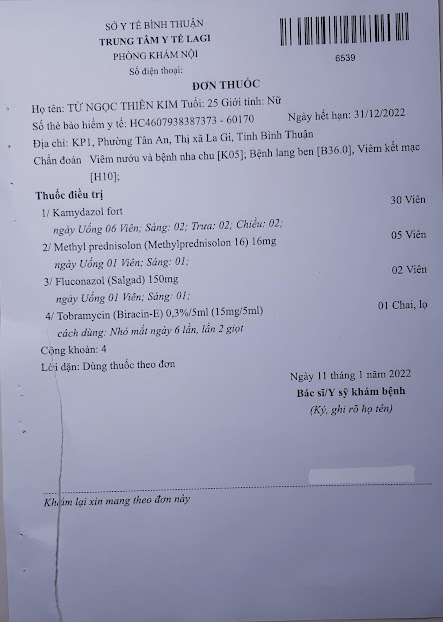 SỞ Y TẾ BÌNH THUẬN
TRUNG TÂM Y TẾ LAGI
PHÒNG KHÁM NỘI
Số điện thoại:
6539
ĐƠN THUỐC
Họ tên: TỪ NGỌC THIÊN KIM Tuổi: 25 Giới tính: Nữ
Số thẻ bảo hiểm y tế: HC4607938387373 - 60170 Ngày hết hạn: 31/12/2022
Địa chỉ: KP1, Phường Tân An, Thị xã La Gi, Tỉnh Bình Thuận
Chẩn đoán Viêm nướu và bệnh nha chu [K05]; Bệnh lang ben [B36.0], Viêm kết mạc
[H10];
Thuốc điều trị
1/ Kamydazol fort 30 Viên
ngày Uống 06 Viên; Sáng: 02; Trưa: 02; Chiều: 02;
2/ Methyl prednisolon (Methylprednisolon 16) 16mg 05 Viên
ngày Uống 01 Viên; Sáng: 01;
3/ Fluconazol (Salgad) 150mg 02 Viên
ngày Uống 01 Viên; Sáng: 01;
4/ Tobramycin (Biracin-E) 0,3%/5ml (15mg/5ml) 01 Chai, lọ
cách dùng: Nhỏ mắt ngày 6 lần, lần 2 giọt
Cộng khoản: 4
Lời dặn: Dùng thuốc theo đơn
Ngày 11 tháng 1 năm 2022
Bác sĩ/Y sỹ khám bệnh
(Ký, ghi rõ họ tên)
Khám lại xin mang theo đơn này